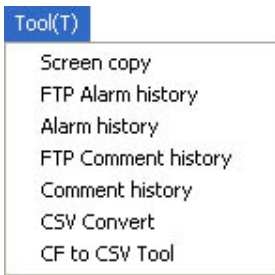 Tool(T)
Screen copy
FTP Alarm history
Alarm history
FTP Comment history
Comment history
CSV Convert
CF to CSV Tool